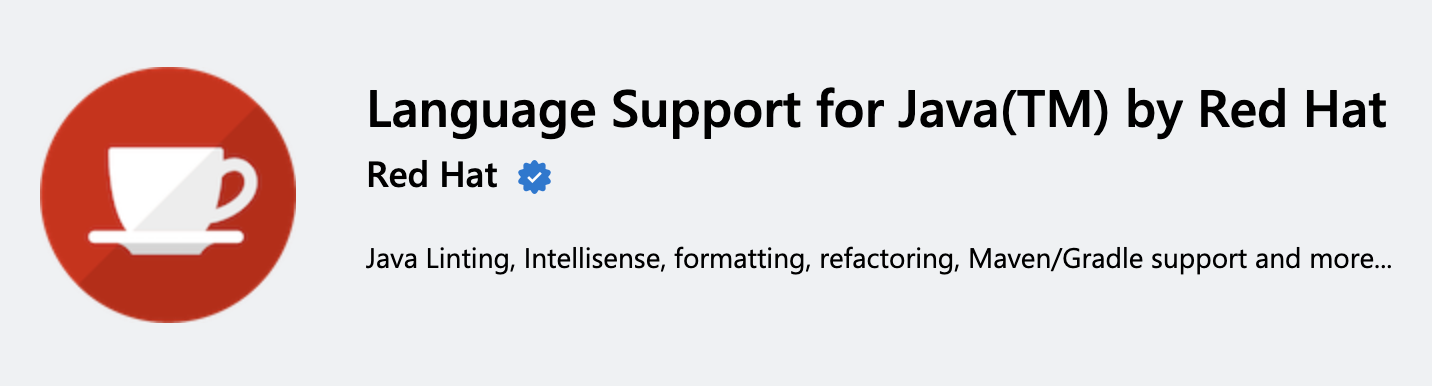 Language Support for Java(TM) by Red Hat
Red Hat
Java Linting, Intellisense, formatting, refactoring, Maven/Gradle support and more...